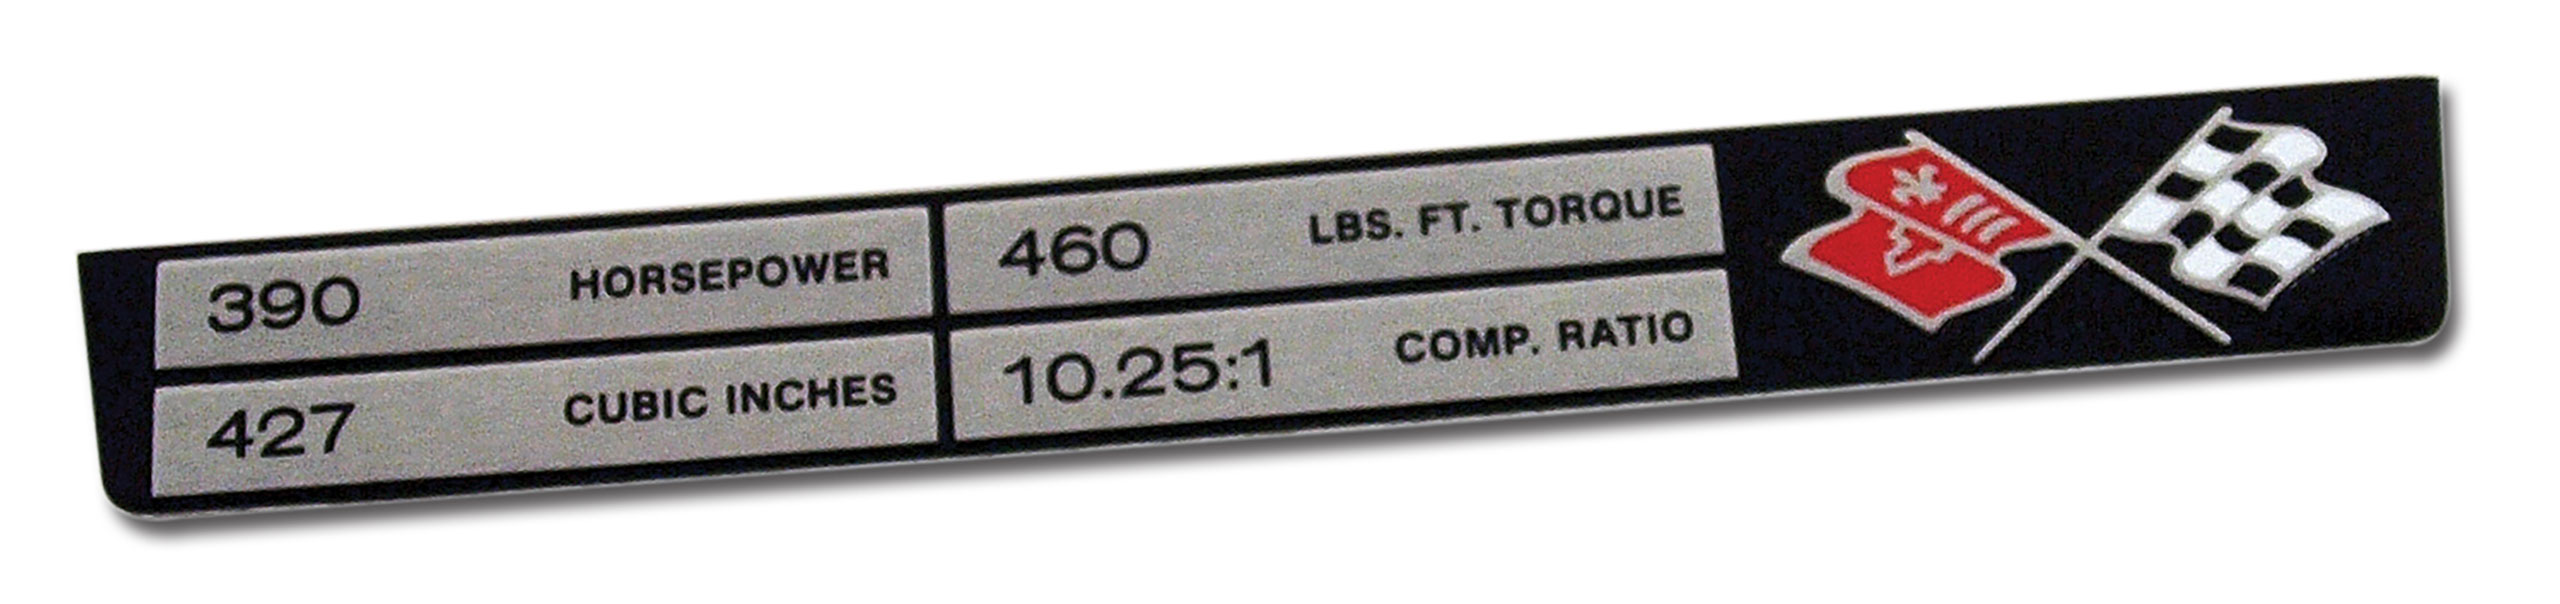 390 HORSEPOWER
427 CUBIC INCHES
460 LBS. FT. TORQUE
10.25:1 COMP. RATIO